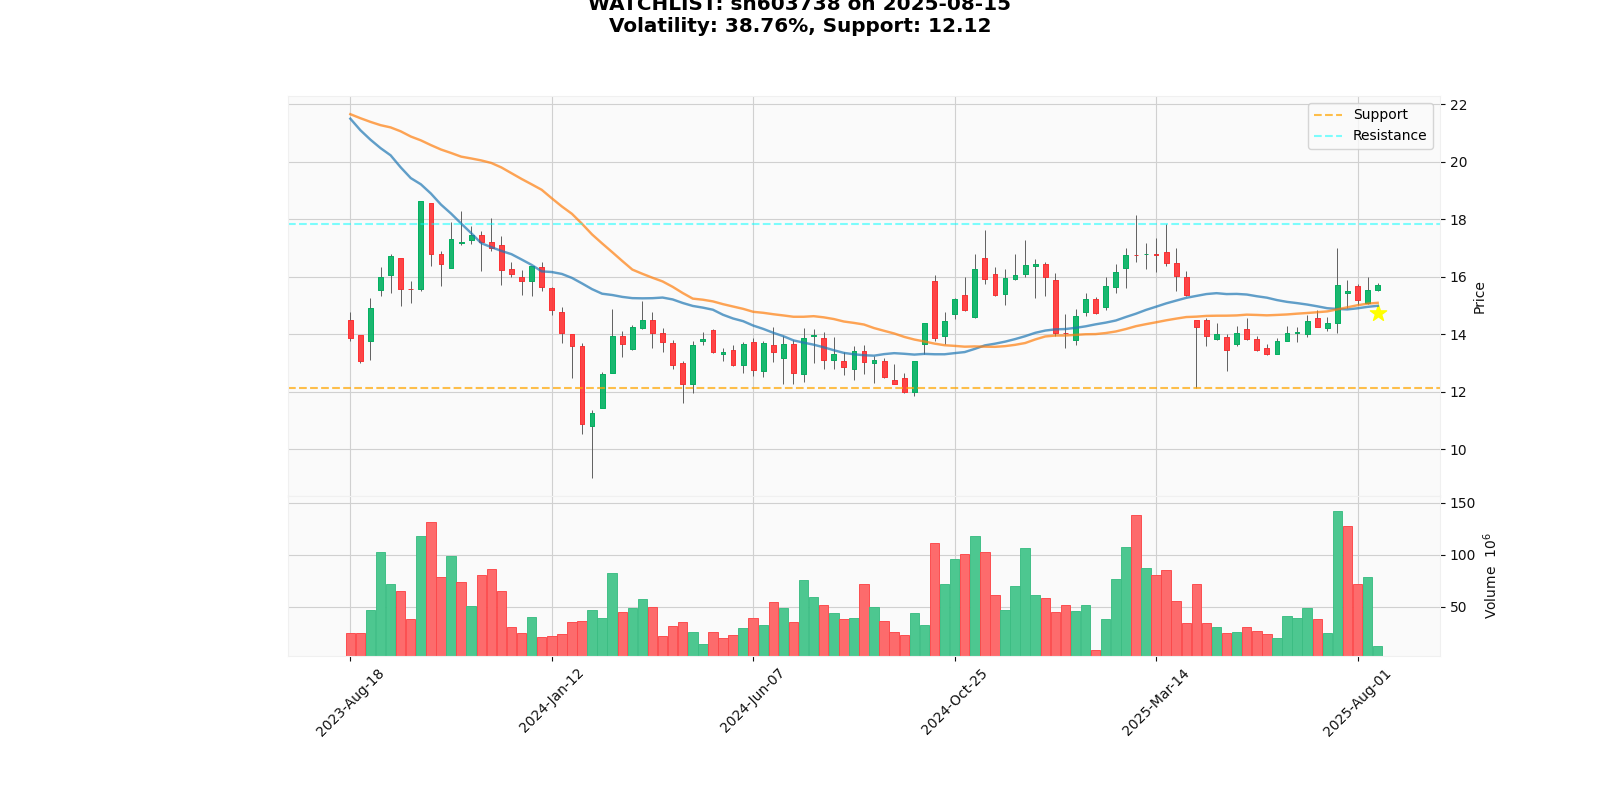 WATCHLIST: sh603738 on 2025-08-15
Volatility: 38.76%, Support: 12.12
Support
Resistance
22
20
18
16
14
12
10
Price
150
100
50
Volume 10^6
2023-Aug-18
2024-Jan-12
2024-Jun-07
2024-Oct-25
2025-Mar-14
2025-Aug-01